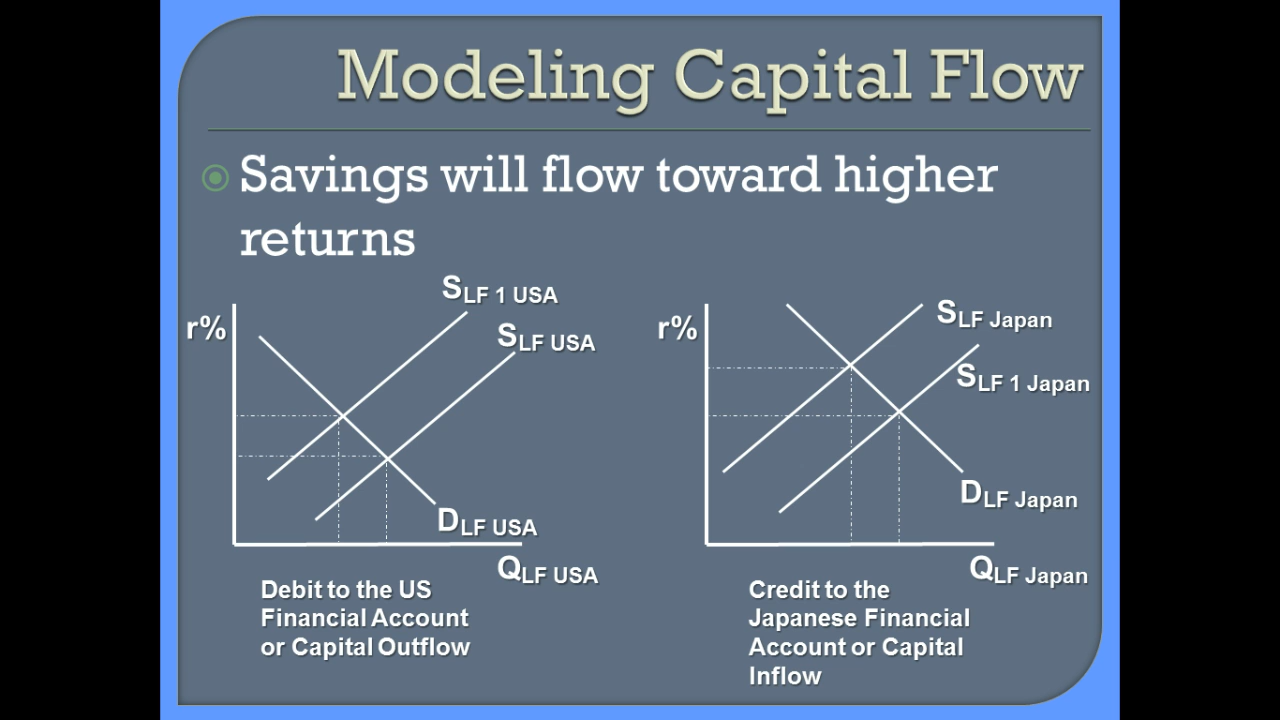 Modeling Capital Flow
Savings will flow toward higher
returns
r%
SLF 1 USA
SLF USA
DLF USA
QLF USA
Debit to the US
Financial Account
or Capital Outflow
r%
SLF Japan
SLF 1 Japan
DLF Japan
QLF Japan
Credit to the
Japanese Financial
Account or Capital
Inflow